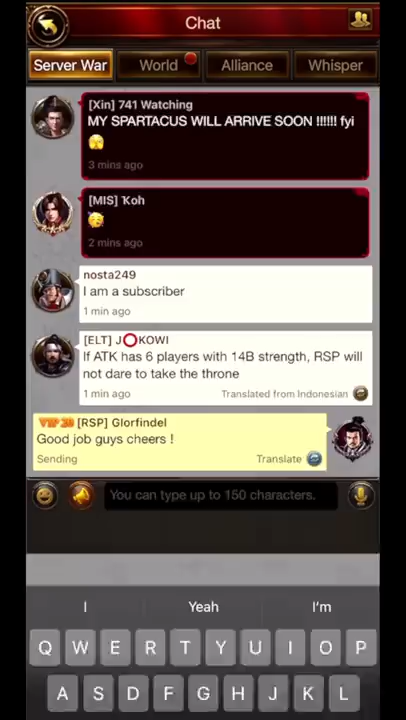 Chat
Server War
World
Alliance
Whisper
[Xin] 741 Watching
MY SPARTACUS WILL ARRIVE SOON !!!!!! fyi
🫣
3 mins ago
[MIS] Ҡoh
🥳
2 mins ago
nosta249
I am a subscriber
1 min ago
[ELT] J⭕KOWI
If ATK has 6 players with 14B strength, RSP will
not dare to take the throne
1 min ago Translated from Indonesian
[RSP] Glorfindel
Good job guys cheers !
Sending Translate
You can type up to 150 characters.
I Yeah I'm
Q W E R T Y U I O P
A S D F G H J K L